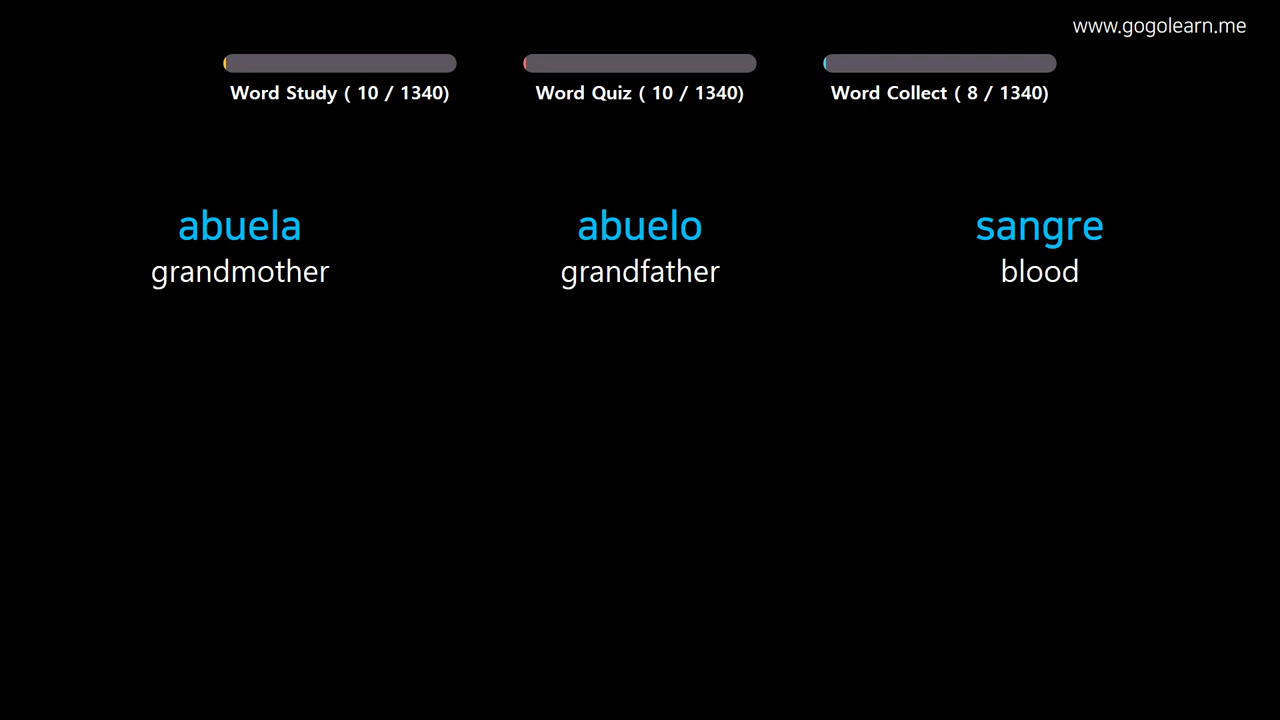 www.gogolearn.me
Word Study ( 10 / 1340)
Word Quiz ( 10 / 1340)
Word Collect ( 8 / 1340)
abuela
grandmother
abuelo
grandfather
sangre
blood